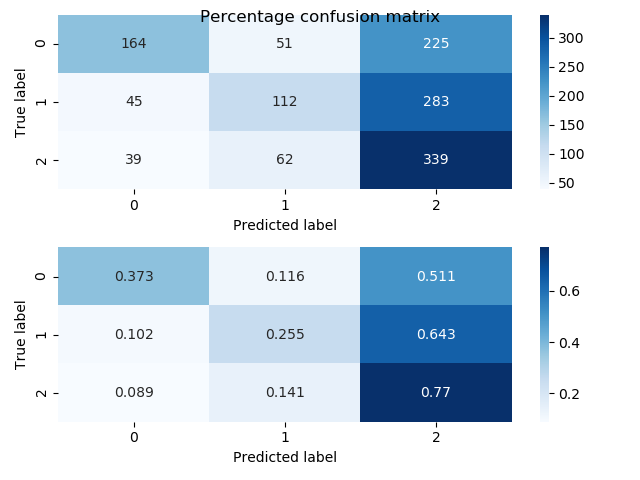 Percentage confusion matrix
True label
0 164 51 225
1 45 112 283
2 39 62 339
0 1 2
Predicted label
300
250
200
150
100
50
True label
0 0.373 0.116 0.511
1 0.102 0.255 0.643
2 0.089 0.141 0.77
0 1 2
Predicted label
0.6
0.4
0.2